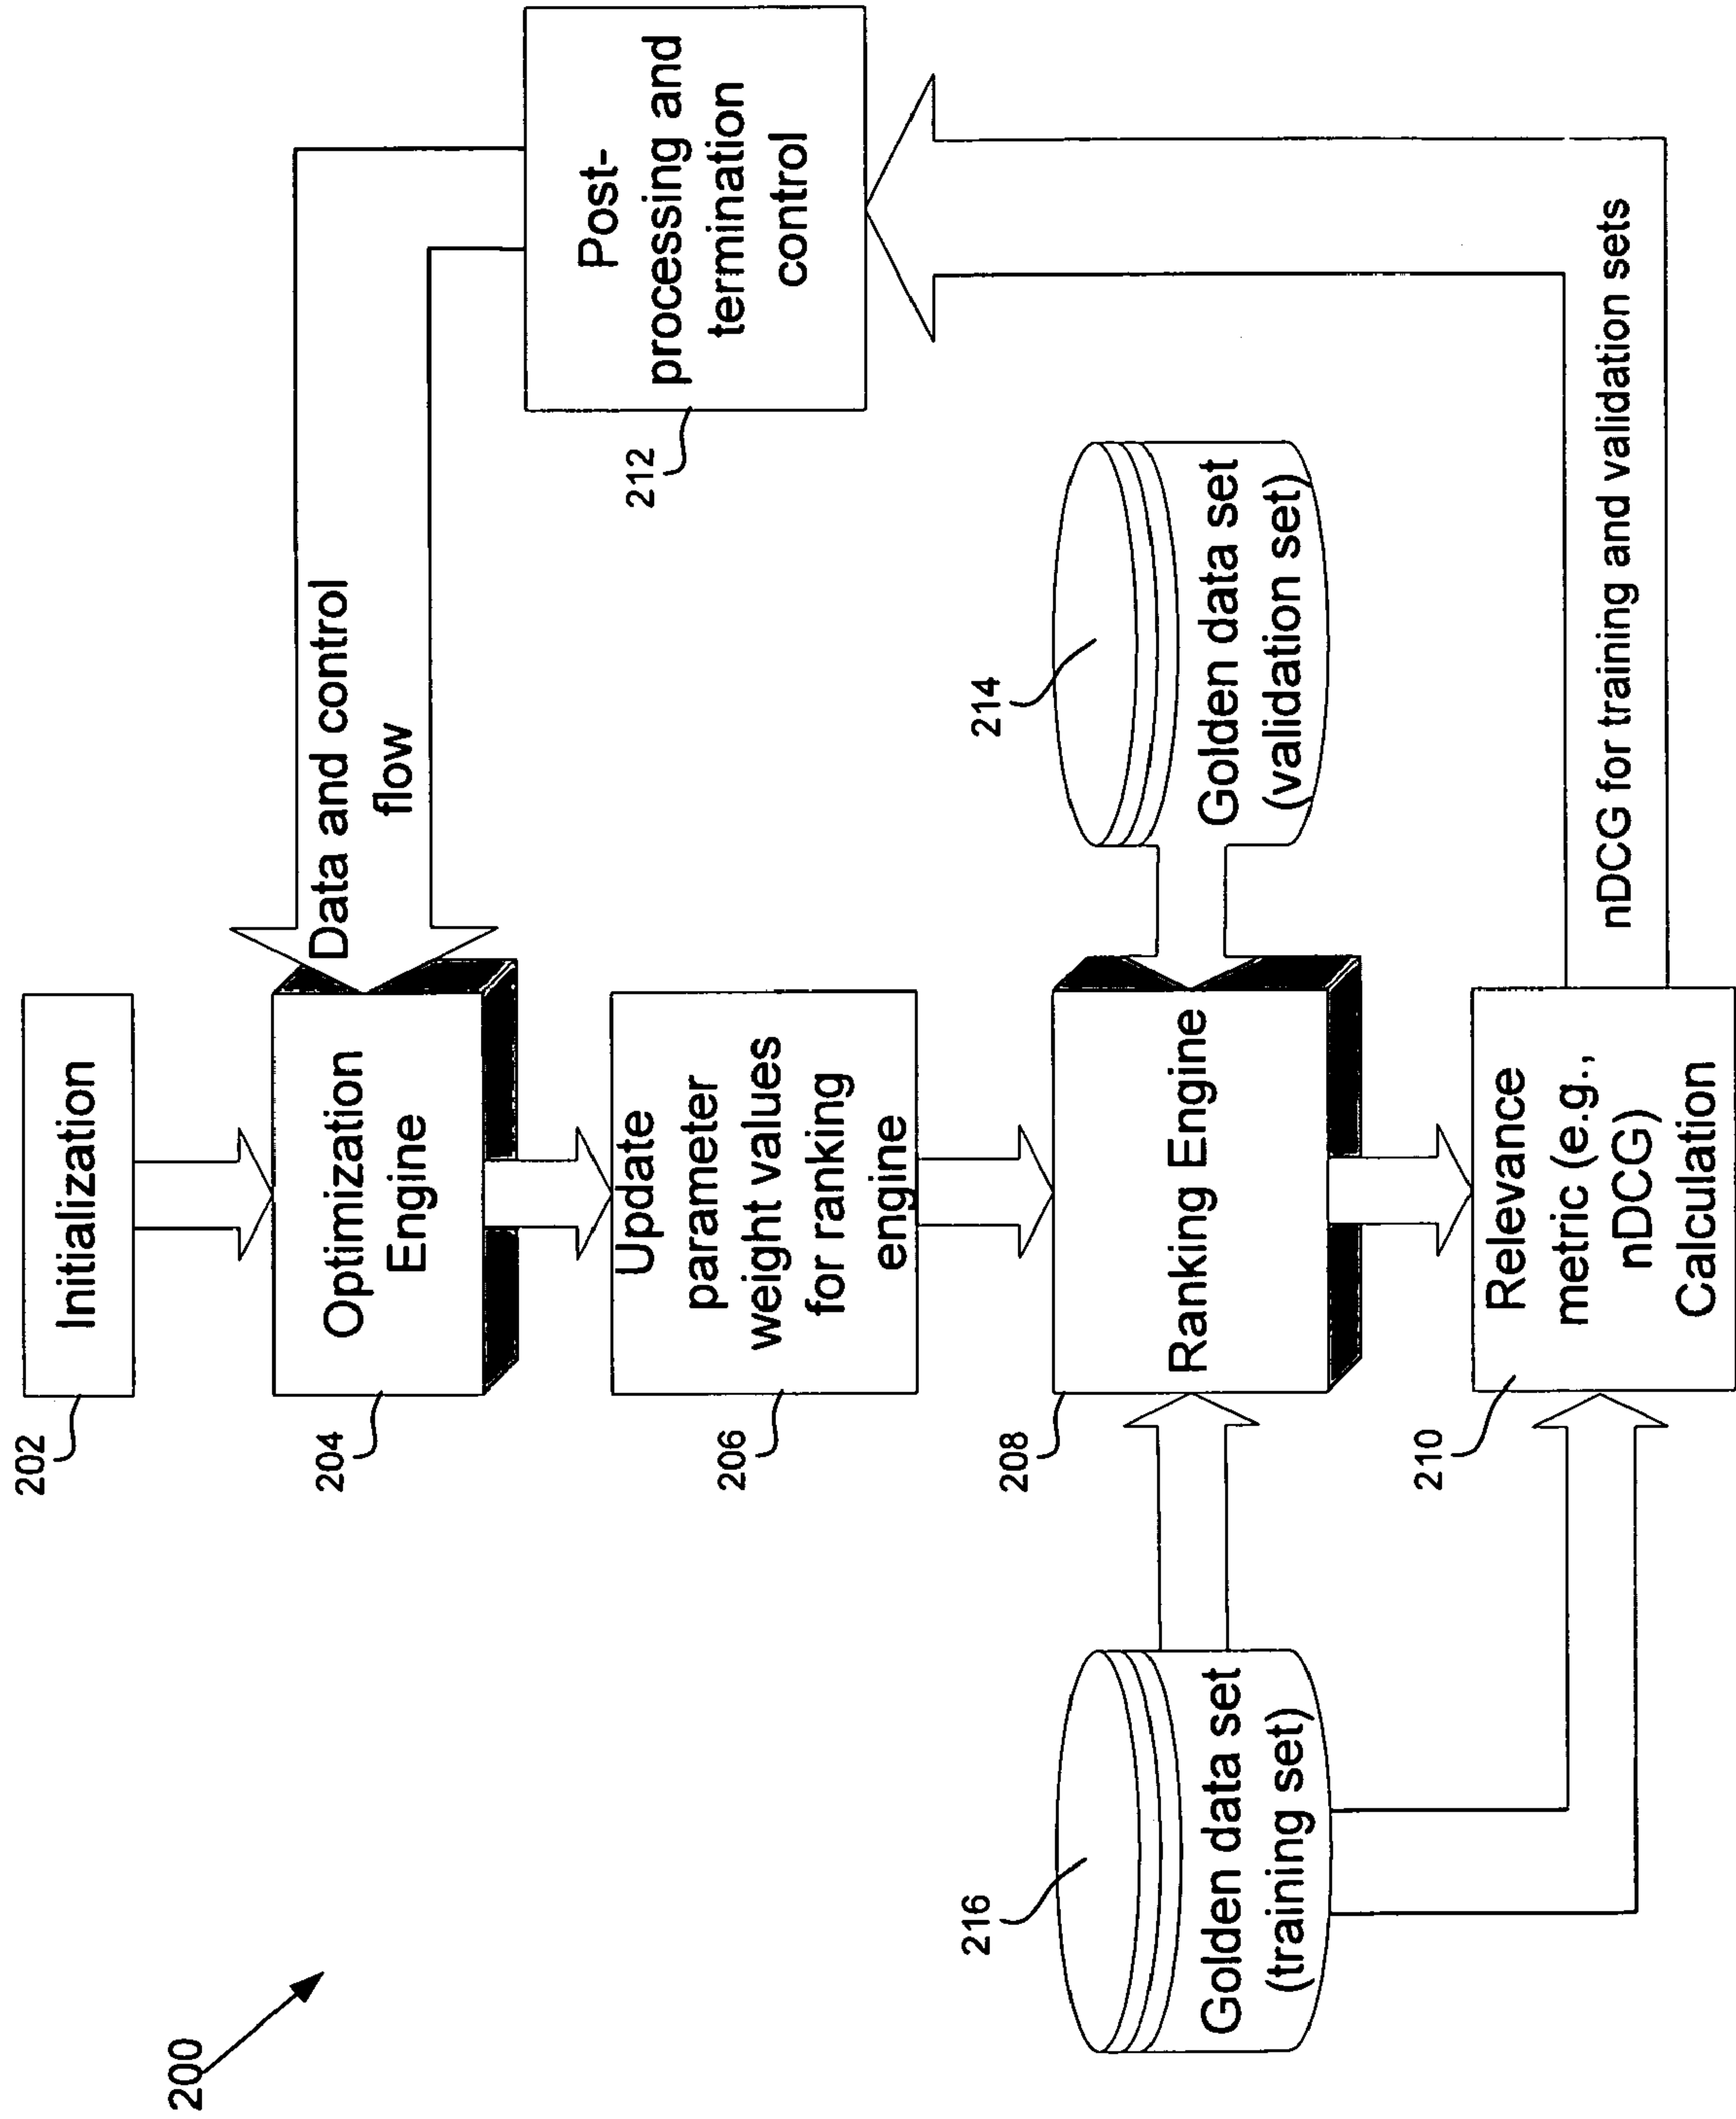 200
202
Initialization
204
Optimization
Engine
Data and control
flow
206
Update
parameter
weight values
for ranking
engine
212
Post-
processing and
termination
control
216
Golden data set
(training set)
208
Ranking Engine
214
Golden data set
(validation set)
210
Relevance
metric (e.g.,
nDCG)
Calculation
nDCG for training and validation sets